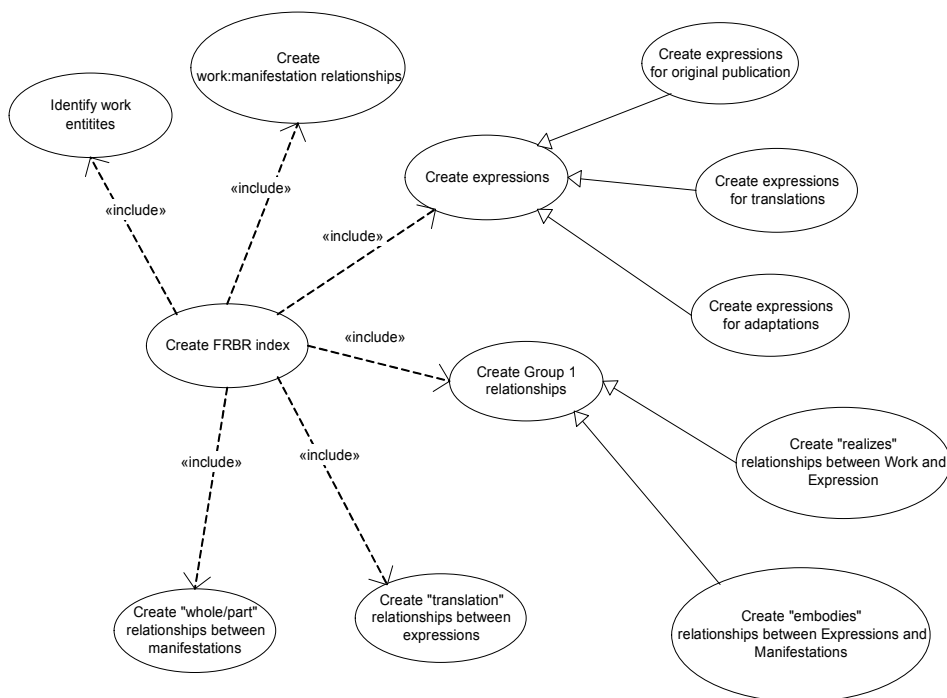 Create
work:manifestation relationships
Create expressions
for original publication
Identify work
entitites
Create expressions
Create expressions
for translations
«include»
«include»
«include»
Create expressions
for adaptations
Create FRBR index
«include»
Create Group 1
relationships
Create "realizes"
relationships between Work and
Expression
«include»
«include»
Create "whole/part"
relationships between
manifestations
Create "translation"
relationships between
expressions
Create "embodies"
relationships between Expressions and
Manifestations